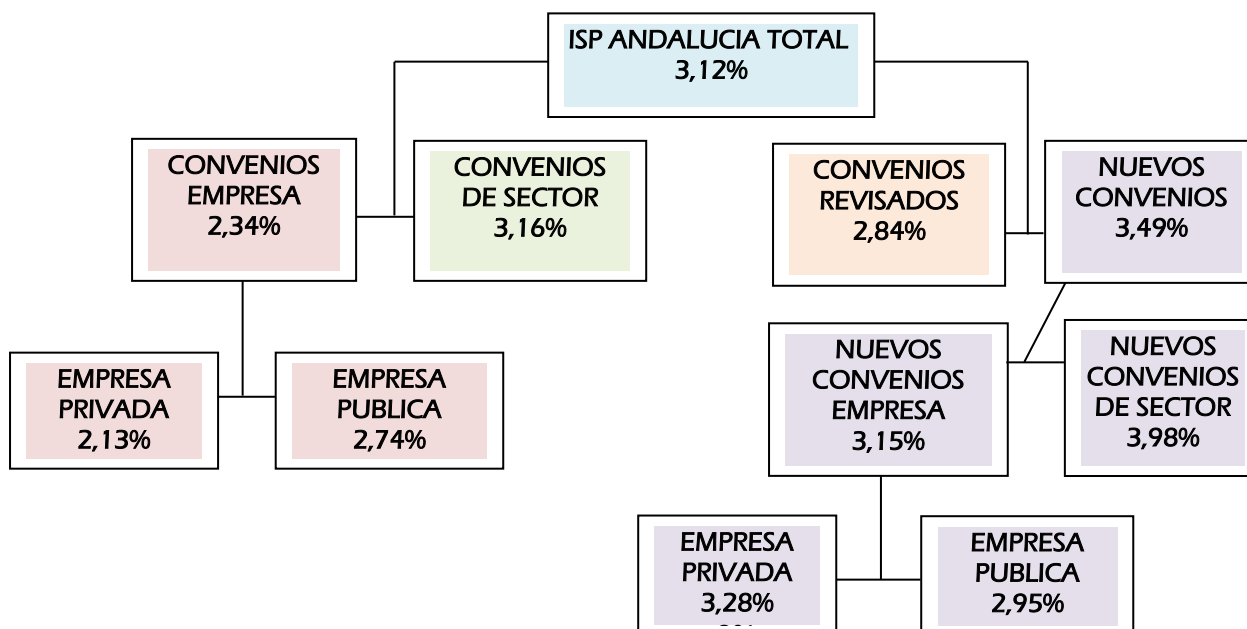 ISP ANDALUCIA TOTAL
3,12%
CONVENIOS
EMPRESA
2,34%
CONVENIOS
DE SECTOR
3,16%
CONVENIOS
REVISADOS
2,84%
NUEVOS
CONVENIOS
3,49%
EMPRESA
PRIVADA
2,13%
EMPRESA
PUBLICA
2,74%
NUEVOS
CONVENIOS
EMPRESA
3,15%
NUEVOS
CONVENIOS
DE SECTOR
3,98%
EMPRESA
PRIVADA
3,28%
EMPRESA
PUBLICA
2,95%